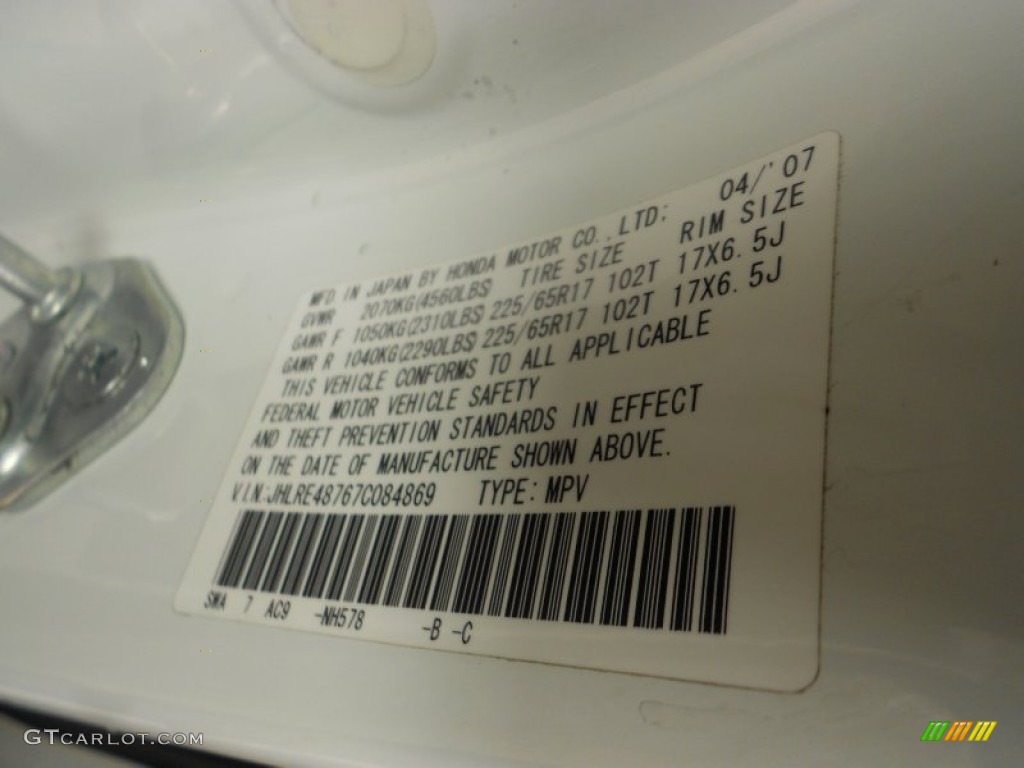 MFD. IN JAPAN BY HONDA MOTOR CO., LTD: 04/'07
GVWR 2070KG(4560LBS) TIRE SIZE RIM SIZE
GAWR F 1050KG(2310LBS) 225/65R17 102T 17X6.5J
GAWR R 1040KG(2290LBS) 225/65R17 102T 17X6.5J
THIS VEHICLE CONFORMS TO ALL APPLICABLE
FEDERAL MOTOR VEHICLE SAFETY
AND THEFT PREVENTION STANDARDS IN EFFECT
ON THE DATE OF MANUFACTURE SHOWN ABOVE.
V.I.N:JHLRE48767C084869 TYPE:MPV
SWA 7 AC9 -NH578 -B -C
GTCARLOT.COM